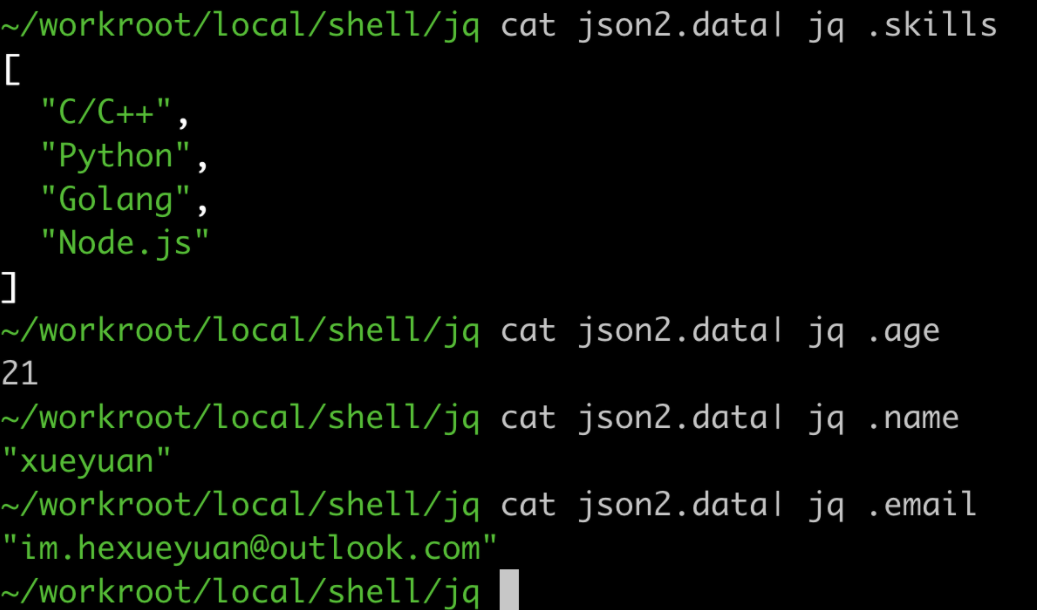 ~/workroot/local/shell/jq cat json2.data| jq .skills
[
  "C/C++",
  "Python",
  "Golang",
  "Node.js"
]
~/workroot/local/shell/jq cat json2.data| jq .age
21
~/workroot/local/shell/jq cat json2.data| jq .name
"xueyuan"
~/workroot/local/shell/jq cat json2.data| jq .email
"im.hexueyuan@outlook.com"
~/workroot/local/shell/jq